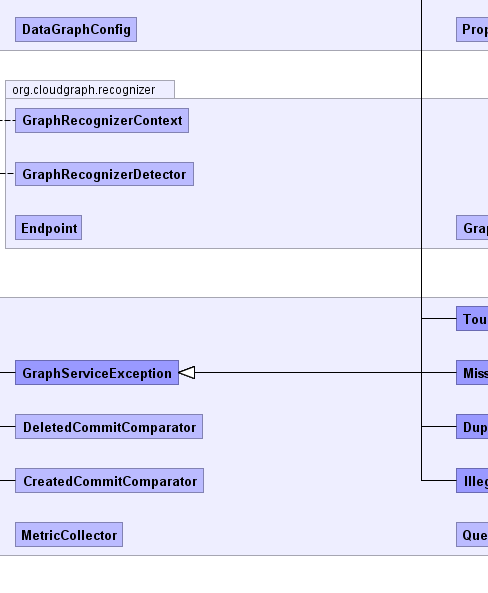 DataGraphConfig
Prop
org.cloudgraph.recognizer
GraphRecognizerContext
GraphRecognizerDetector
Endpoint
Grap
Tou
GraphServiceException
Miss
DeletedCommitComparator
Dup
CreatedCommitComparator
Illeg
MetricCollector
Que